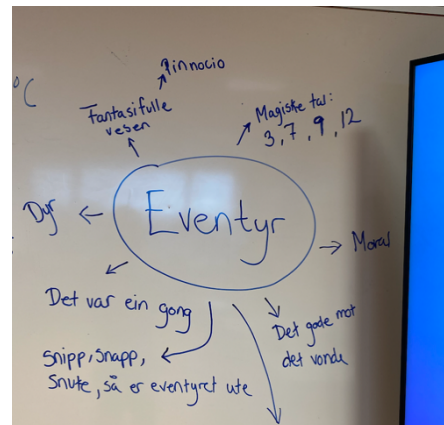 °C
Pinnocio
Fantasifulle
vesen
Magiske tal:
3, 7, 9, 12
Dyr
Eventyr
Moral
Det var ein gong
Det gode mot
det vonde
Snipp, Snapp,
Snute, så er eventyret ute